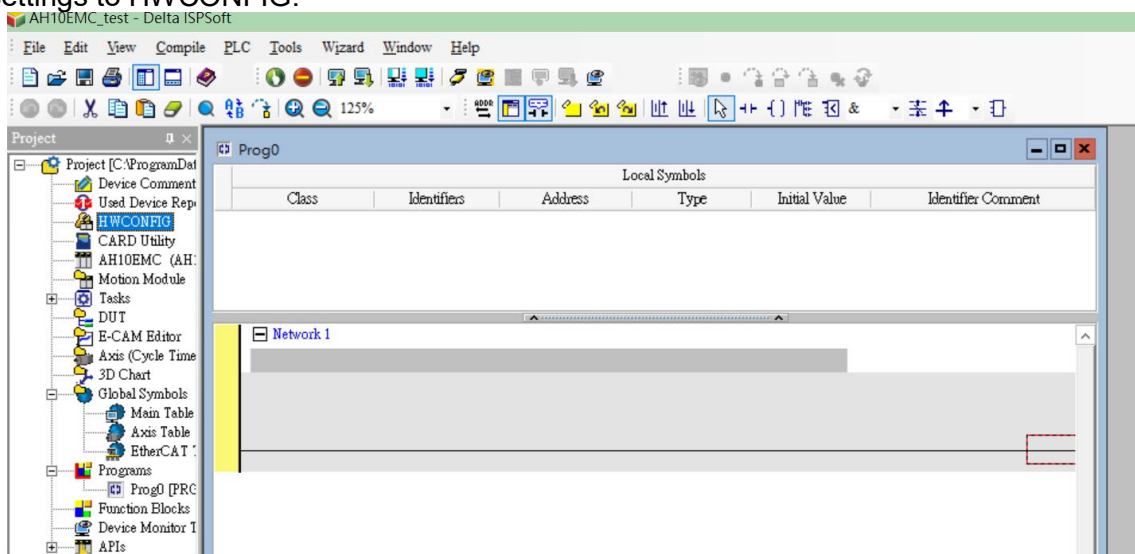 settings to HWCONFIG.
AH10EMC_test - Delta ISPSoft
File Edit View Compile PLC Tools Wizard Window Help
125%
ADDR
&
Project
Prog0
Project [C:\ProgramDat
Device Comment
Used Device Rep
HWCONFIG
CARD Utility
AH10EMC (AH
Motion Module
Tasks
DUT
E-CAM Editor
Axis (Cycle Time
3D Chart
Global Symbols
Main Table
Axis Table
EtherCAT
Programs
Prog0 [PRG
Function Blocks
Device Monitor T
APIs
Local Symbols
Class Identifiers Address Type Initial Value Identifier Comment
Network 1